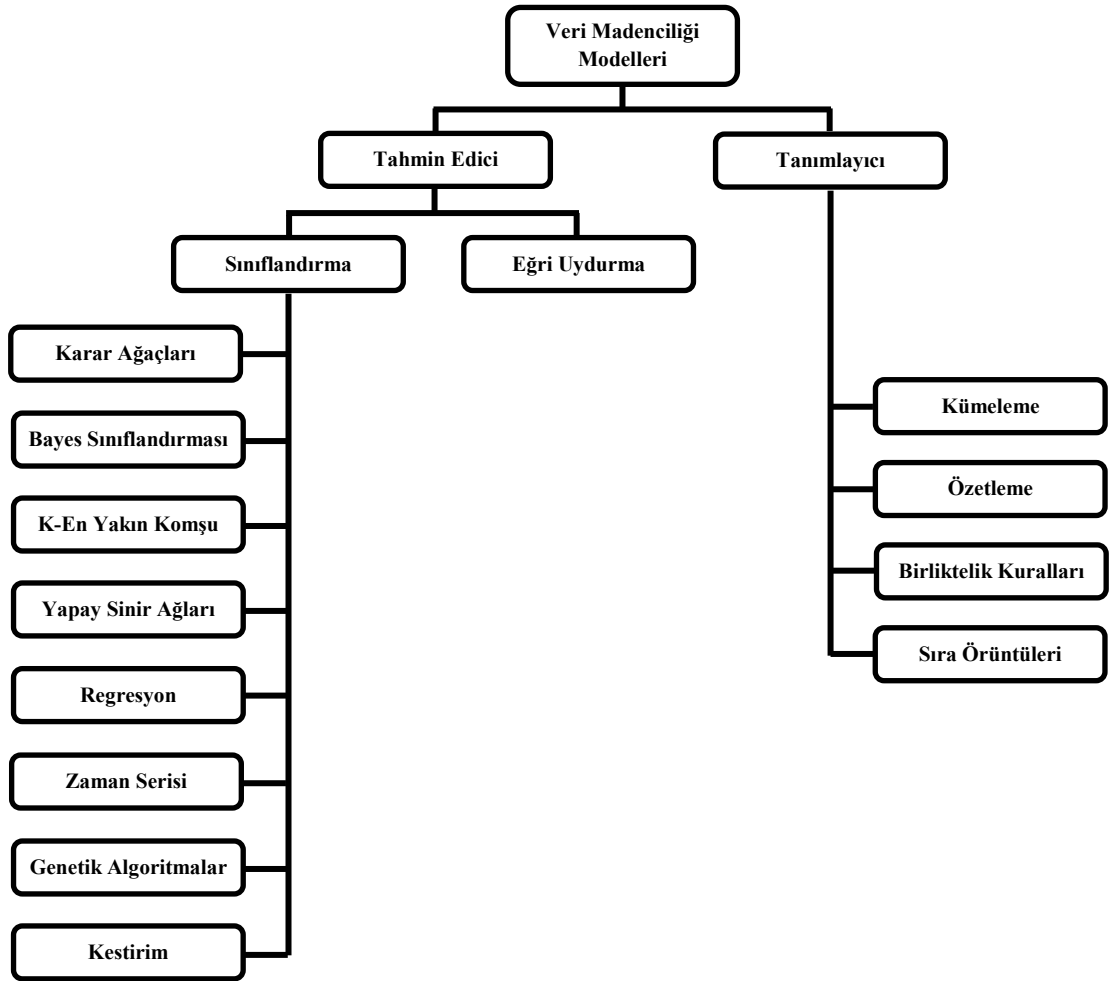 Veri Madenciliği
Modelleri
Tahmin Edici
Tanımlayıcı
Sınıflandırma
Eğri Uydurma
Karar Ağaçları
Bayes Sınıflandırması
K-En Yakın Komşu
Yapay Sinir Ağları
Regresyon
Zaman Serisi
Genetik Algoritmalar
Kestirim
Kümeleme
Özetleme
Birliktelik Kuralları
Sıra Örüntüleri